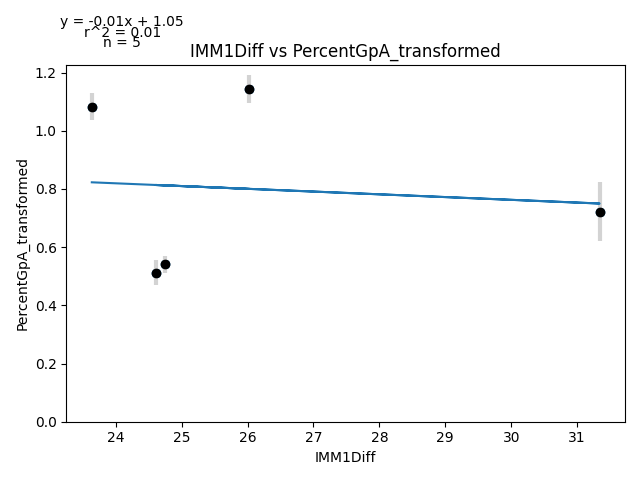 y = -0.01x + 1.05
r^2 = 0.01
n = 5
IMM1Diff vs PercentGpA_transformed
1.2
1.0
0.8
0.6
0.4
0.2
0.0
PercentGpA_transformed
24 25 26 27 28 29 30 31
IMM1Diff